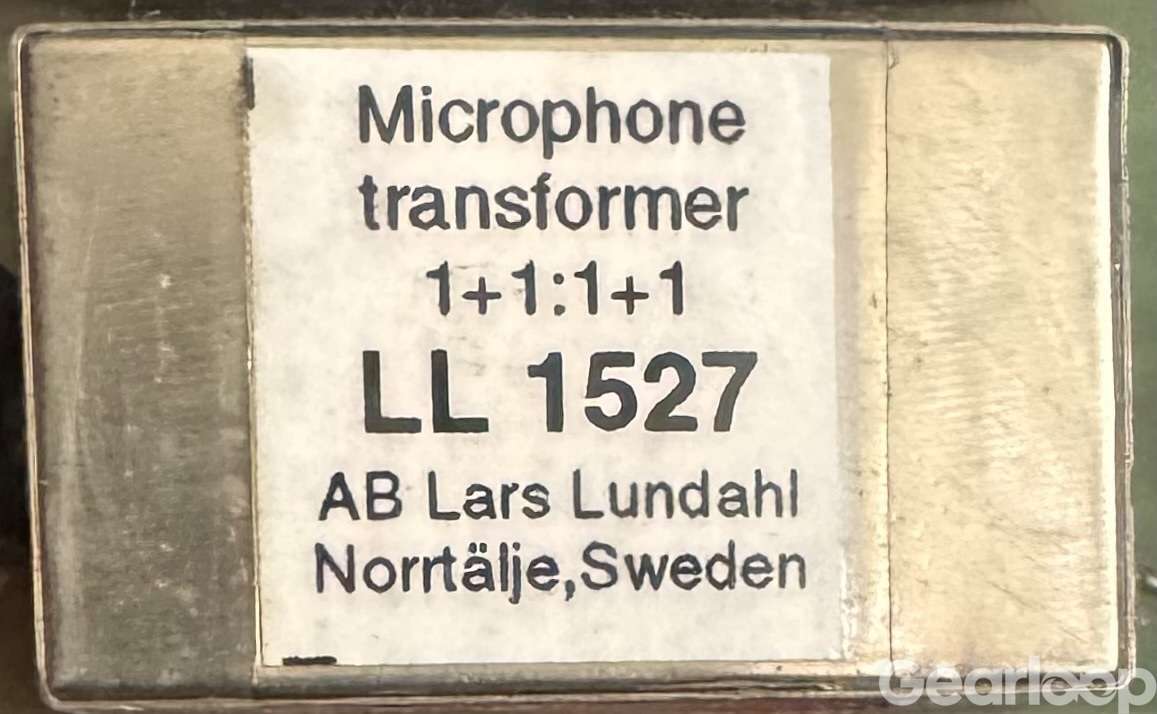 Microphone
transformer
1+1:1+1
LL 1527
AB Lars Lundahl
Norrtälje,Sweden
Gearloop